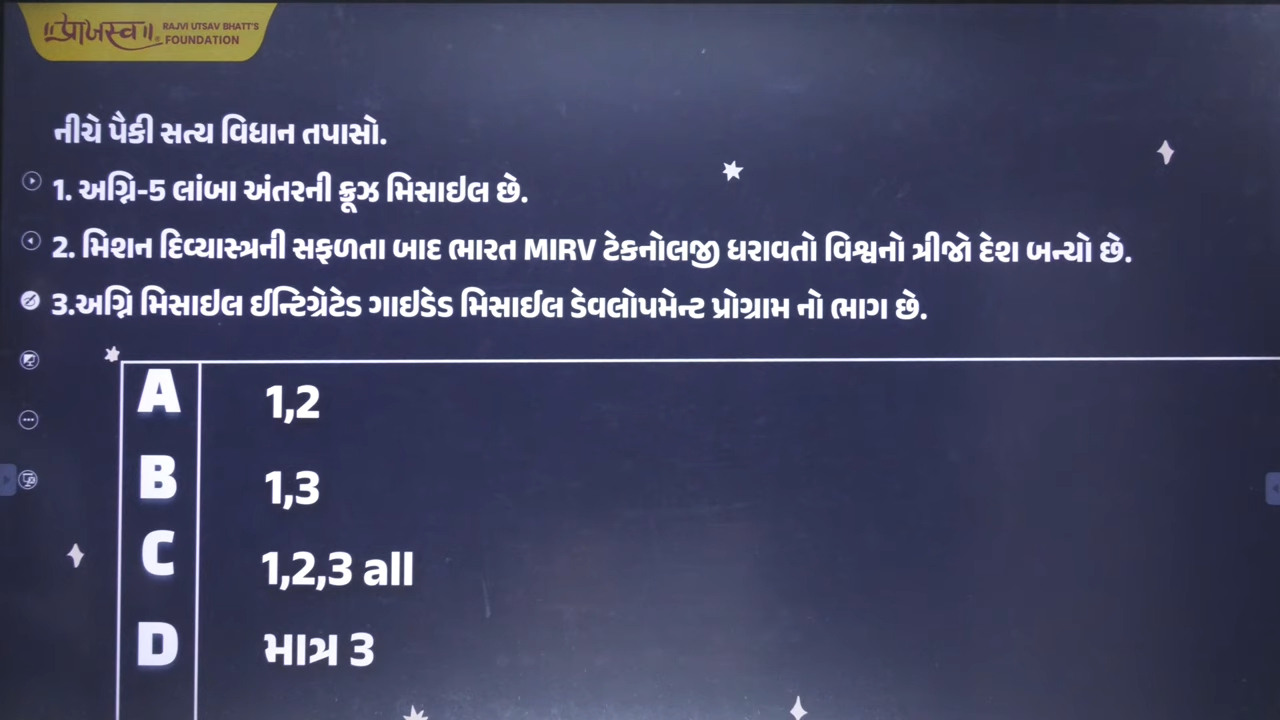 પ્રાજસ્વ
RAJVI UTSAV BHATT'S
FOUNDATION
નીચે પૈકી સત્ય વિધાન તપાસો.
1. અગ્નિ-5 લાંબા અંતરની ક્રૂઝ મિસાઇલ છે.
2. મિશન દિવ્યાસ્ત્રની સફળતા બાદ ભારત MIRV ટેકનોલજી ધરાવતો વિશ્વનો ત્રીજો દેશ બન્યો છે.
3.અગ્નિ મિસાઇલ ઈન્ટિગ્રેટેડ ગાઇડેડ મિસાઈલ ડેવલોપમેન્ટ પ્રોગ્રામ નો ભાગ છે.
A 1,2
B 1,3
C 1,2,3 all
D માત્ર 3